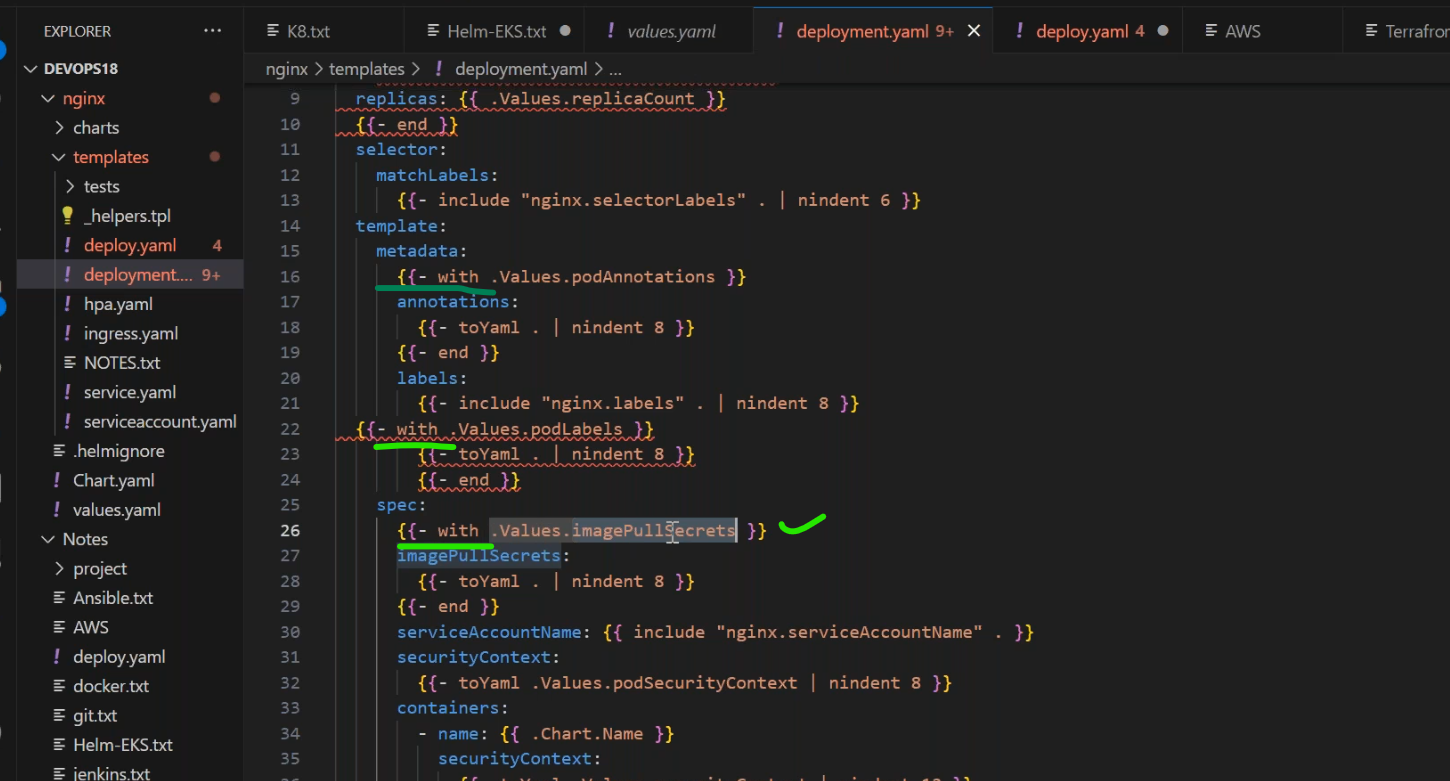 EXPLORER ...
K8.txt
Helm-EKS.txt
! values.yaml
! deployment.yaml 9+
! deploy.yaml 4
AWS
nginx > templates > ! deployment.yaml > ...
DEVOPS18
nginx
charts
templates
tests
_helpers.tpl
! deploy.yaml 4
! deployment.... 9+
! hpa.yaml
! ingress.yaml
NOTES.txt
! service.yaml
! serviceaccount.yaml
.helmignore
! Chart.yaml
! values.yaml
Notes
project
Ansible.txt
AWS
! deploy.yaml
docker.txt
git.txt
Helm-EKS.txt
jenkins.txt
9 replicas: {{ .Values.replicaCount }}
10 {{- end }}
11 selector:
12 matchLabels:
13 {{- include "nginx.selectorLabels" . | nindent 6 }}
14 template:
15 metadata:
16 {{- with .Values.podAnnotations }}
17 annotations:
18 {{- toYaml . | nindent 8 }}
19 {{- end }}
20 labels:
21 {{- include "nginx.labels" . | nindent 8 }}
22 {{- with .Values.podLabels }}
23 {{- toYaml . | nindent 8 }}
24 {{- end }}
25 spec:
26 {{- with .Values.imagePullSecrets }}
27 imagePullSecrets:
28 {{- toYaml . | nindent 8 }}
29 {{- end }}
30 serviceAccountName: {{ include "nginx.serviceAccountName" . }}
31 securityContext:
32 {{- toYaml .Values.podSecurityContext | nindent 8 }}
33 containers:
34 - name: {{ .Chart.Name }}
35 securityContext: